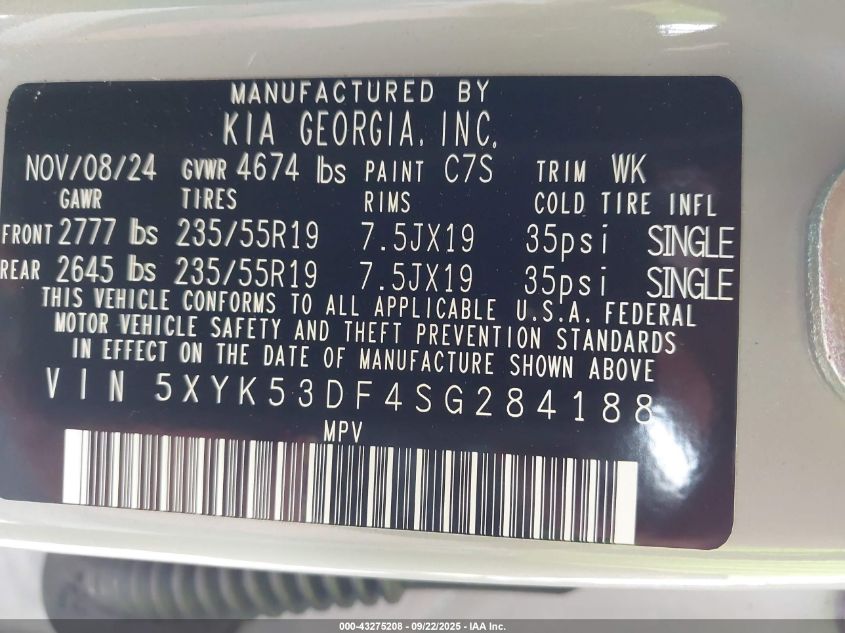 MANUFACTURED BY
KIA GEORGIA, INC.
NOV/08/24 GVWR 4674 lbs PAINT C7S TRIM WK
GAWR TIRES RIMS COLD TIRE INFL
FRONT 2777 lbs 235/55R19 7.5JX19 35psi SINGLE
REAR 2645 lbs 235/55R19 7.5JX19 35psi SINGLE
THIS VEHICLE CONFORMS TO ALL APPLICABLE U.S.A. FEDERAL
MOTOR VEHICLE SAFETY AND THEFT PREVENTION STANDARDS
IN EFFECT ON THE DATE OF MANUFACTURE SHOWN ABOVE
VIN 5XYK53DF4SG284188
MPV
000-43275208 - 09/22/2025 - IAA Inc.